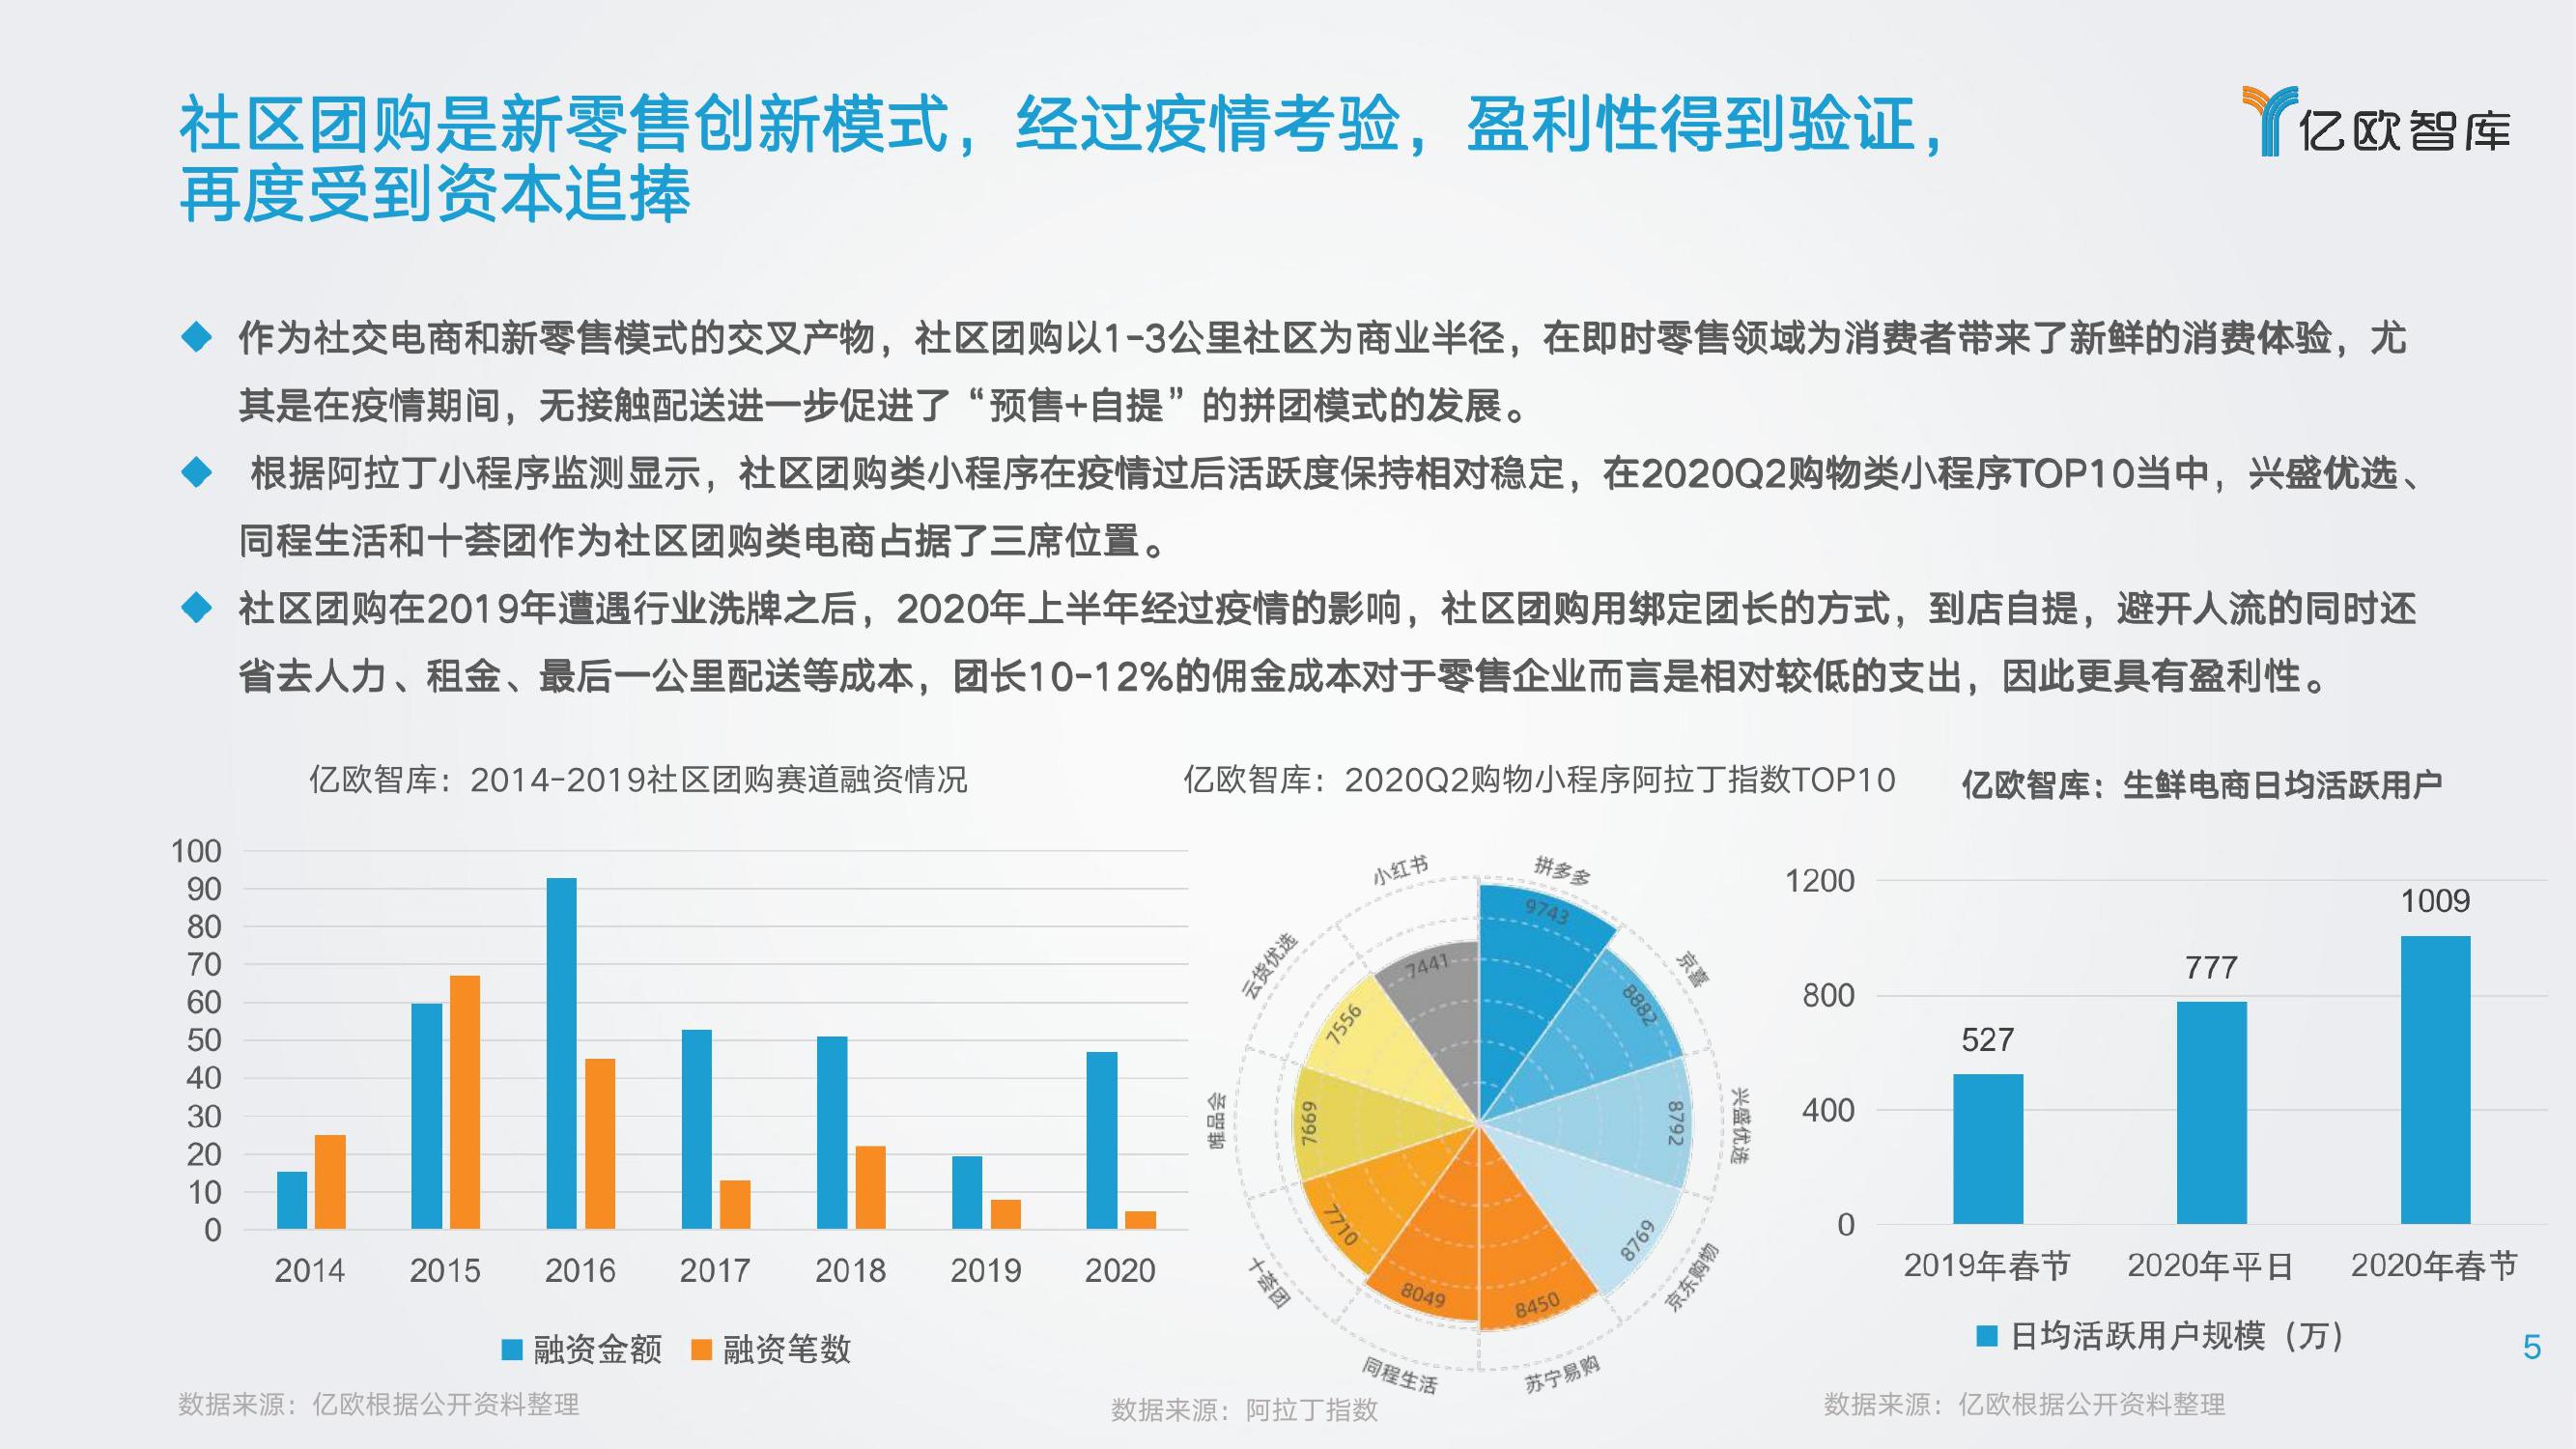 社区团购是新零售创新模式，经过疫情考验，盈利性得到验证，
再度受到资本追捧
亿欧智库
作为社交电商和新零售模式的交叉产物，社区团购以1-3公里社区为商业半径，在即时零售领域为消费者带来了新鲜的消费体验，尤
其是在疫情期间，无接触配送进一步促进了“预售+自提”的拼团模式的发展。
根据阿拉丁小程序监测显示，社区团购类小程序在疫情过后活跃度保持相对稳定，在2020Q2购物类小程序TOP10当中，兴盛优选、
同程生活和十荟团作为社区团购类电商占据了三席位置。
社区团购在2019年遭遇行业洗牌之后，2020年上半年经过疫情的影响，社区团购用绑定团长的方式，到店自提，避开人流的同时还
省去人力、租金、最后一公里配送等成本，团长10-12%的佣金成本对于零售企业而言是相对较低的支出，因此更具有盈利性。
亿欧智库：2014-2019社区团购赛道融资情况
100
90
80
70
60
50
40
30
20
10
0
2014 2015 2016 2017 2018 2019 2020
融资金额 融资笔数
数据来源：亿欧根据公开资料整理
亿欧智库：2020Q2购物小程序阿拉丁指数TOP10
拼多多
9743
京喜
8882
兴盛优选
8792
京东购物
8769
苏宁易购
8450
同程生活
8049
十荟团
7710
唯品会
7669
云货优选
7556
小红书
7441
数据来源：阿拉丁指数
亿欧智库：生鲜电商日均活跃用户
1200
800
400
0
527
777
1009
2019年春节 2020年平日 2020年春节
日均活跃用户规模（万）
数据来源：亿欧根据公开资料整理
5